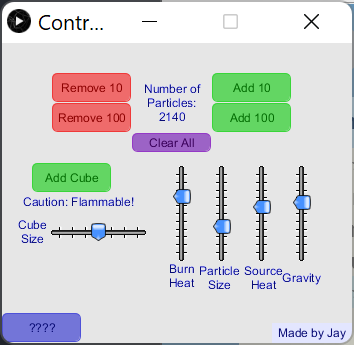 Contr...
Remove 10
Number of
Particles:
2140
Add 10
Remove 100
Add 100
Clear All
Add Cube
Caution: Flammable!
Cube
Size
Burn
Heat
Particle
Size
Source
Heat
Gravity
????
Made by Jay